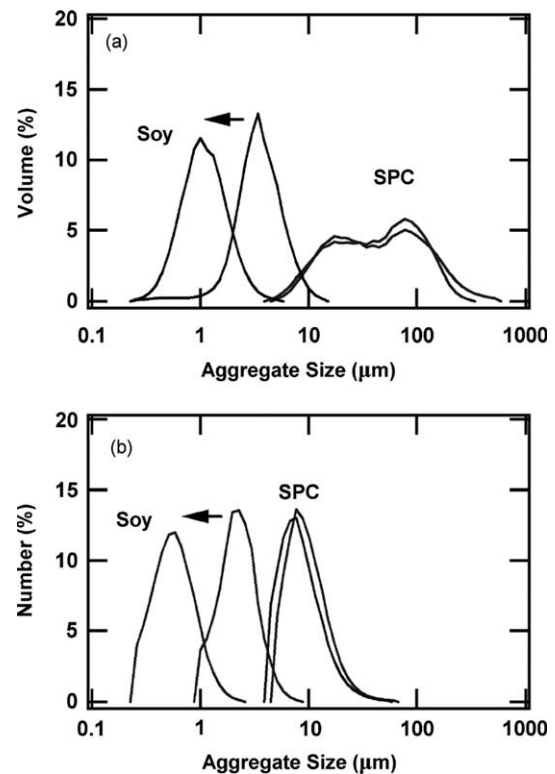 20
(a)
15
Soy
SPC
10
5
0
Volume (%)
0.1 1 10 100 1000
Aggregate Size (μm)
20
(b)
15
Soy
SPC
10
5
0
Number (%)
0.1 1 10 100 1000
Aggregate Size (μm)